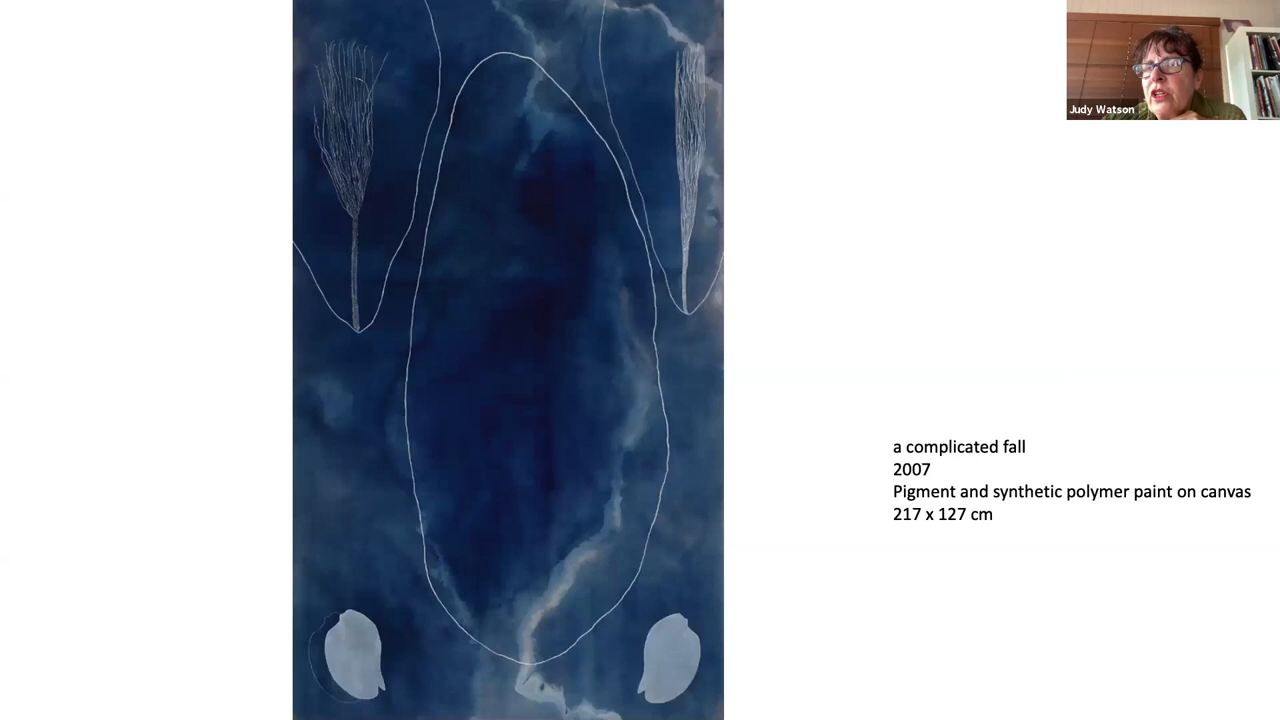 Judy Watson
a complicated fall
2007
Pigment and synthetic polymer paint on canvas
217 x 127 cm